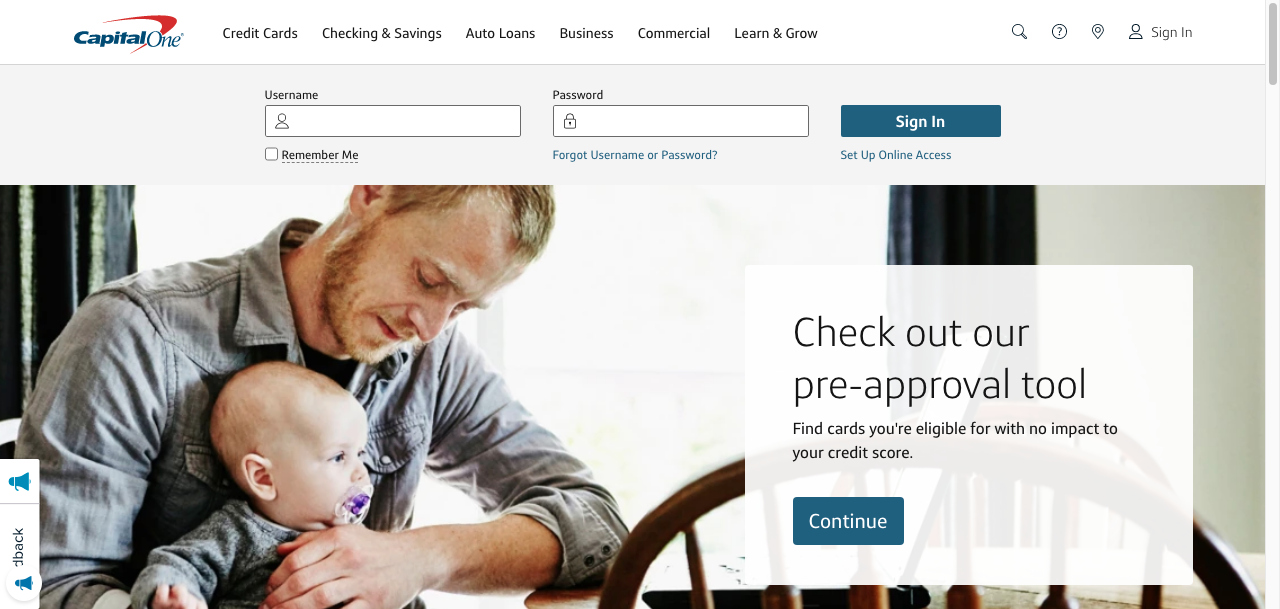 Capital One
Credit Cards
Checking & Savings
Auto Loans
Business
Commercial
Learn & Grow
Sign In
Username
Password
Sign In
Remember Me
Forgot Username or Password?
Set Up Online Access
Check out our
pre-approval tool
Find cards you're eligible for with no impact to
your credit score.
Continue
dback